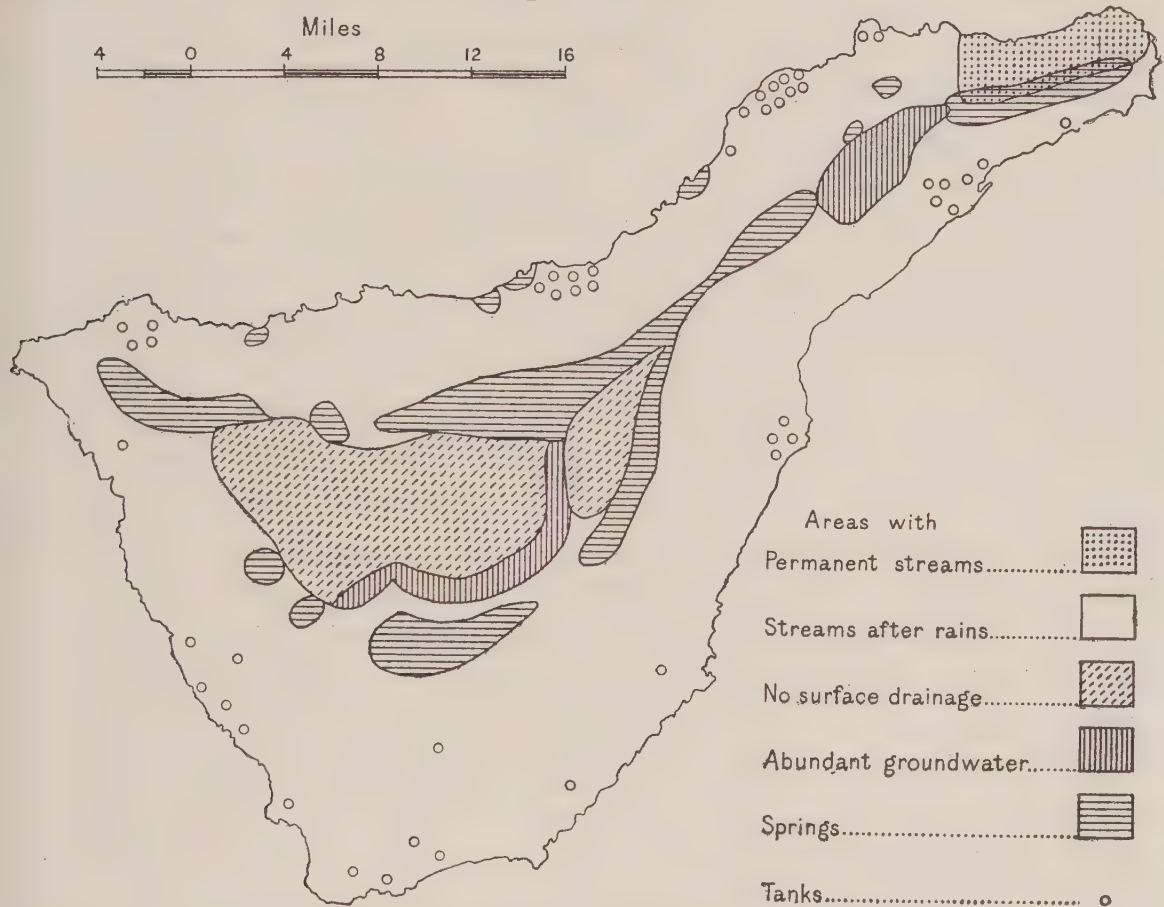 Miles
4 0 4 8 12 16
Areas with
Permanent streams
Streams after rains
No surface drainage
Abundant groundwater
Springs
Tanks